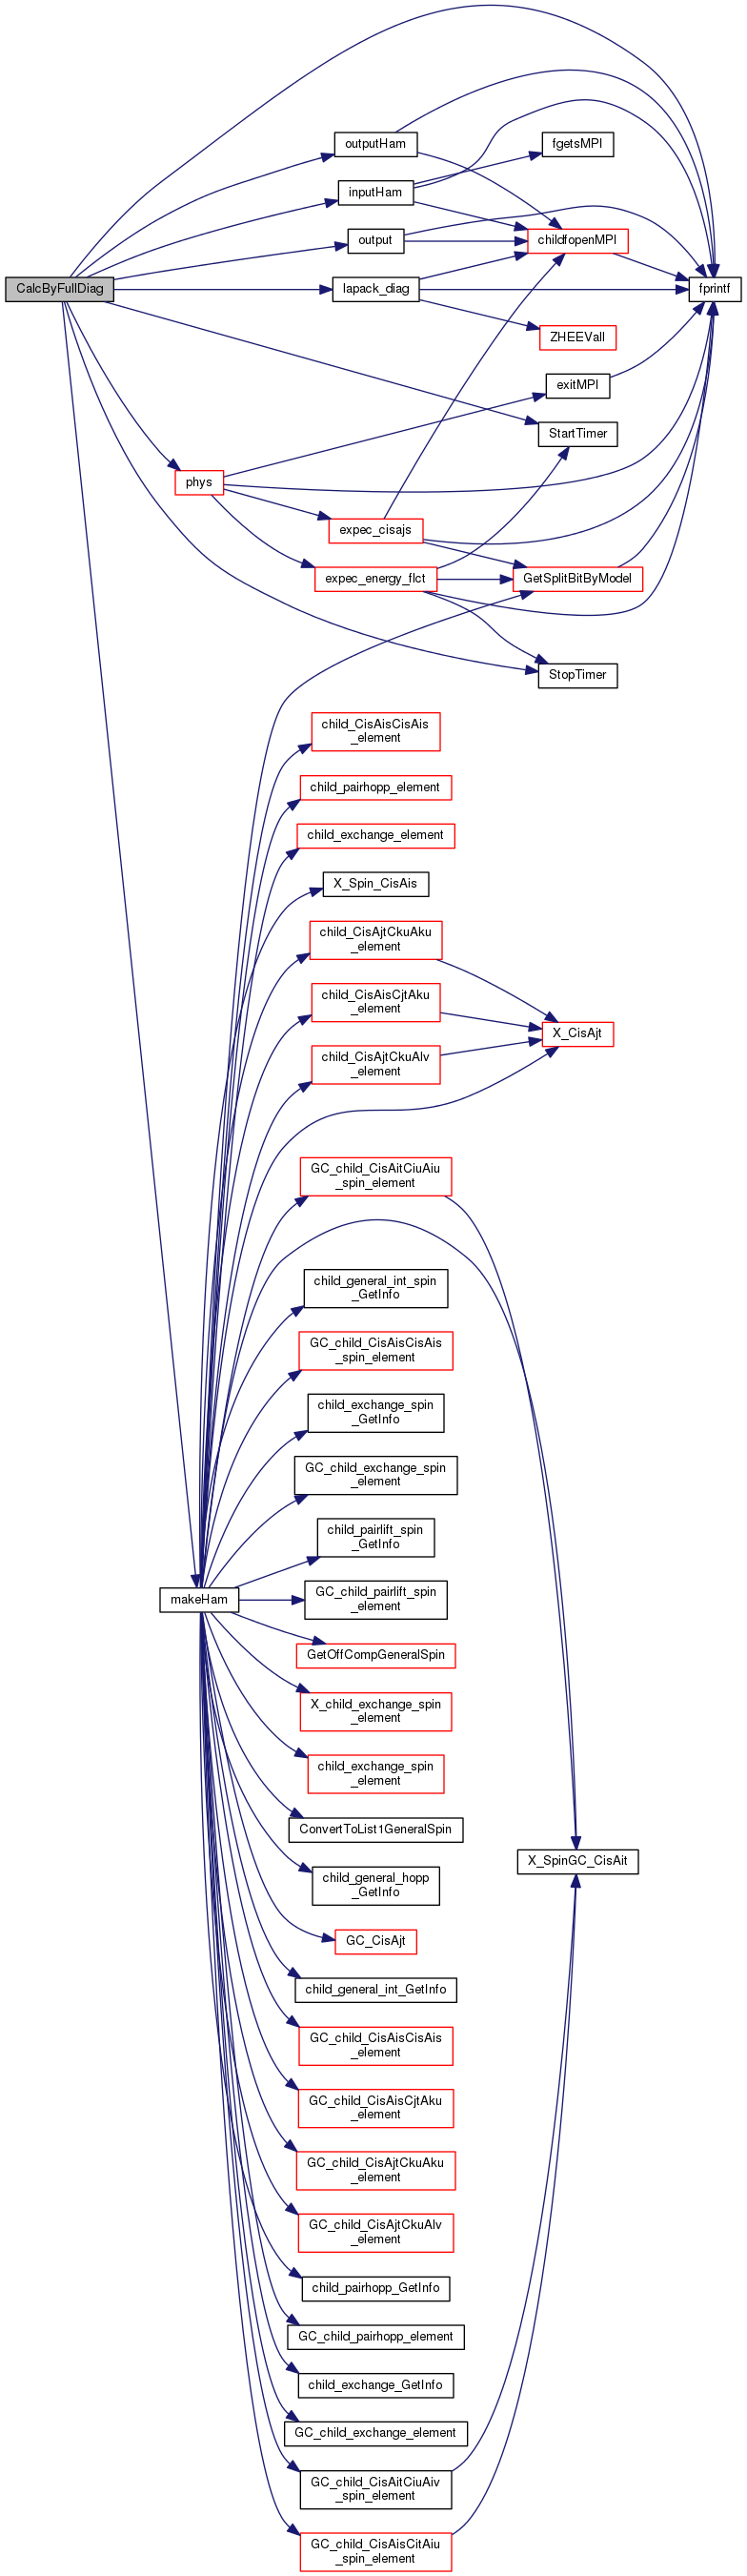 outputHam
fgetsMPI
inputHam
output
childfopenMPI
CalcByFullDiag
lapack_diag
fprintf
ZHEEVall
exitMPI
StartTimer
phys
expec_cisajs
expec_energy_flct
GetSplitBitByModel
StopTimer
child_CisAisCisAis
_element
child_pairhopp_element
child_exchange_element
X_Spin_CisAis
child_CisAjtCkuAku
_element
child_CisAisCjtAku
_element
X_CisAjt
child_CisAjtCkuAlv
_element
GC_child_CisAitCiuAiu
_spin_element
child_general_int_spin
_GetInfo
GC_child_CisAisCisAis
_spin_element
child_exchange_spin
_GetInfo
GC_child_exchange_spin
_element
child_pairlift_spin
_GetInfo
makeHam
GC_child_pairlift_spin
_element
GetOffCompGeneralSpin
X_child_exchange_spin
_element
child_exchange_spin
_element
ConvertToList1GeneralSpin
X_SpinGC_CisAit
child_general_hopp
_GetInfo
GC_CisAjt
child_general_int_GetInfo
GC_child_CisAisCisAis
_element
GC_child_CisAisCjtAku
_element
GC_child_CisAjtCkuAku
_element
GC_child_CisAjtCkuAlv
_element
child_pairhopp_GetInfo
GC_child_pairhopp_element
child_exchange_GetInfo
GC_child_exchange_element
GC_child_CisAitCiuAiv
_spin_element
GC_child_CisAisCitAiu
_spin_element